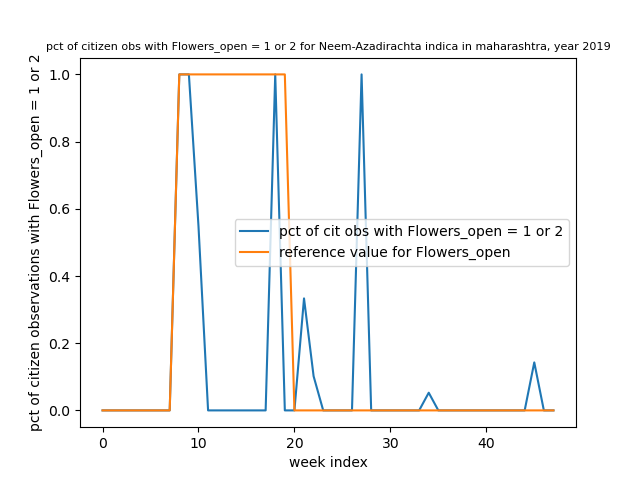 pct of citizen obs with Flowers_open = 1 or 2 for Neem-Azadirachta indica in maharashtra, year 2019
pct of citizen observations with Flowers_open = 1 or 2
1.0
0.8
0.6
0.4
0.2
0.0
pct of cit obs with Flowers_open = 1 or 2
reference value for Flowers_open
0 10 20 30 40
week index